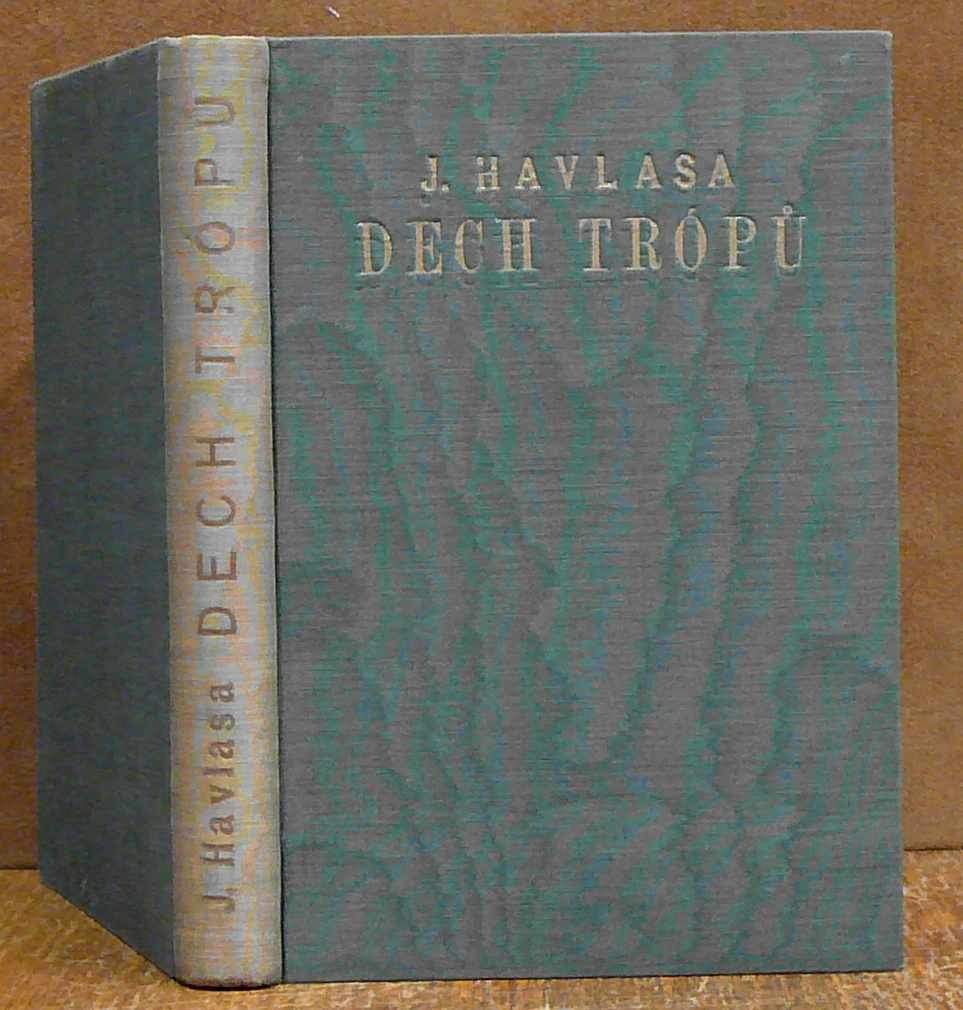 J. HAVLASA
DECH TRÓPŮ
J. Havlasa DECH TRÓPŮ